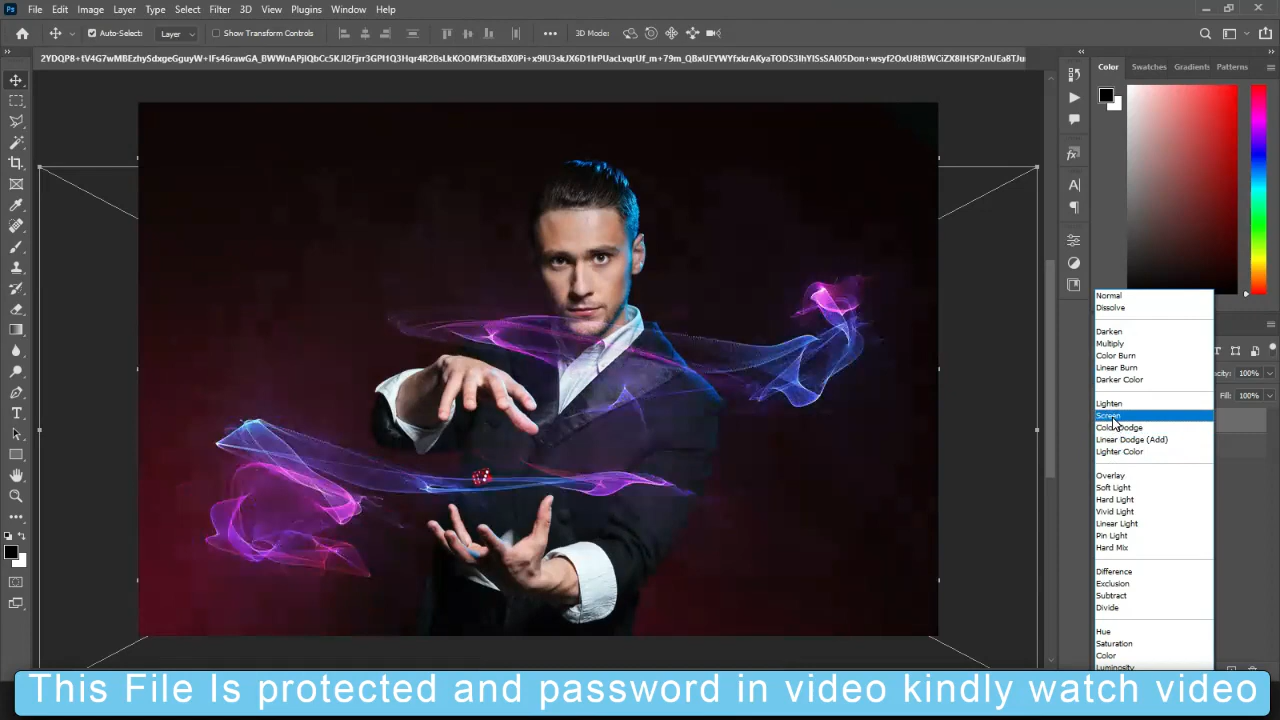 Ps File Edit Image Layer Type Select Filter 3D View Plugins Window Help
Auto-Select: Layer Show Transform Controls 3D Mode:
Color Swatches Gradients Patterns
Normal
Dissolve
Darken
Multiply
Color Burn
Linear Burn
Darker Color
Lighten
Screen
Color Dodge
Linear Dodge (Add)
Lighter Color
Overlay
Soft Light
Hard Light
Vivid Light
Linear Light
Pin Light
Hard Mix
Difference
Exclusion
Subtract
Divide
Hue
Saturation
Color
Luminosity
100%
Fill: 100%
This File Is protected and password in video kindly watch video